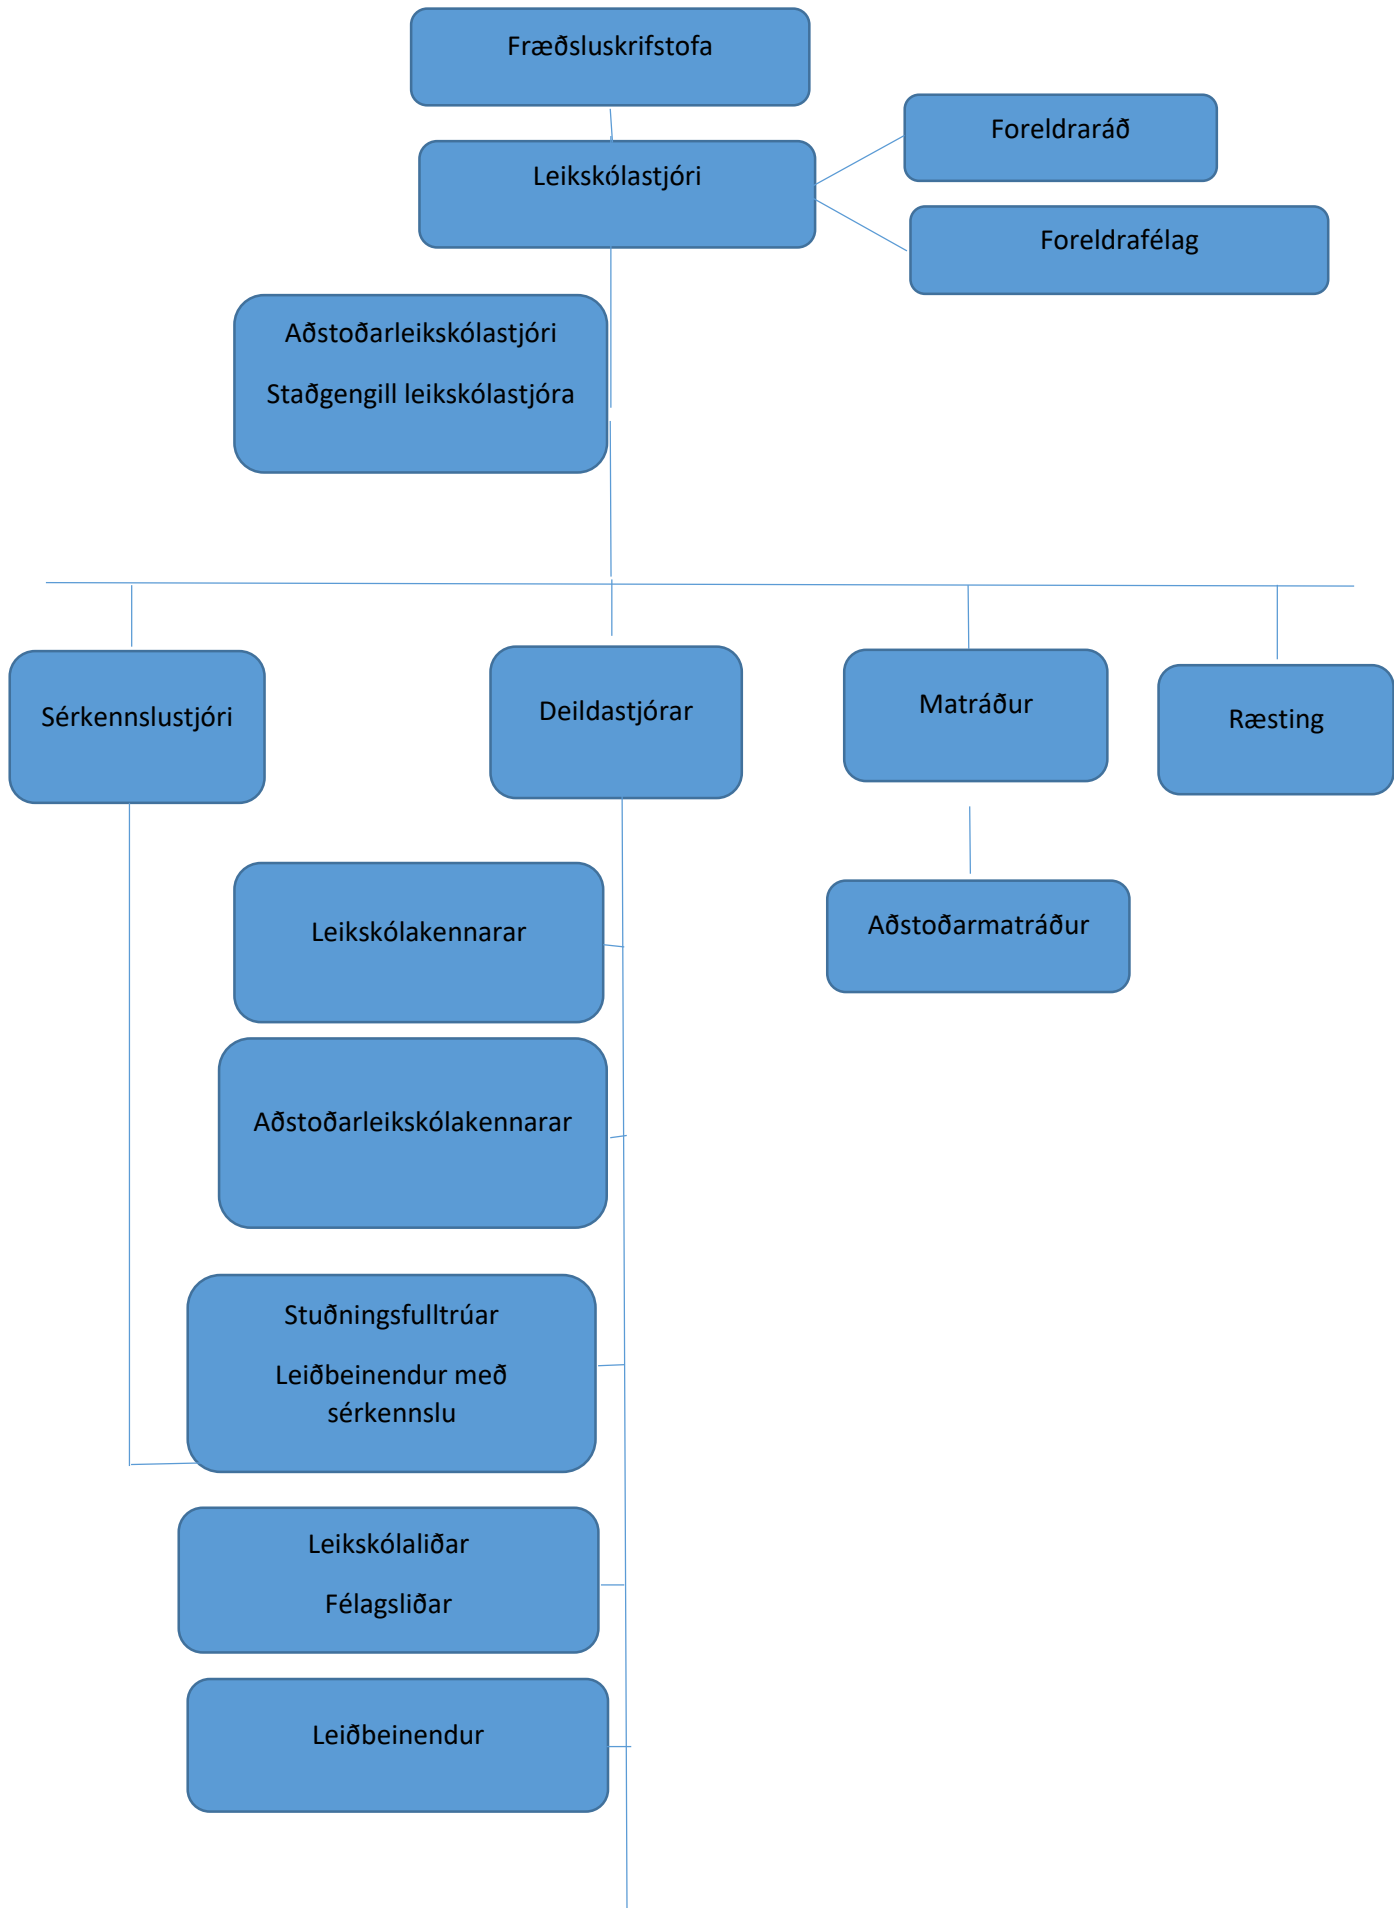 Fræðsluskrifstofa
Foreldraráð
Leikskólastjóri
Foreldrafélag
Aðstoðarleikskólastjóri
Staðgengill leikskólastjóra
Sérkennslustjóri
Deildastjórar
Matráður
Ræsting
Leikskólakennarar
Aðstoðarmatráður
Aðstoðarleikskólakennarar
Stuðningsfulltrúar
Leiðbeinendur með
sérkennslu
Leikskólaliðar
Félagsliðar
Leiðbeinendur